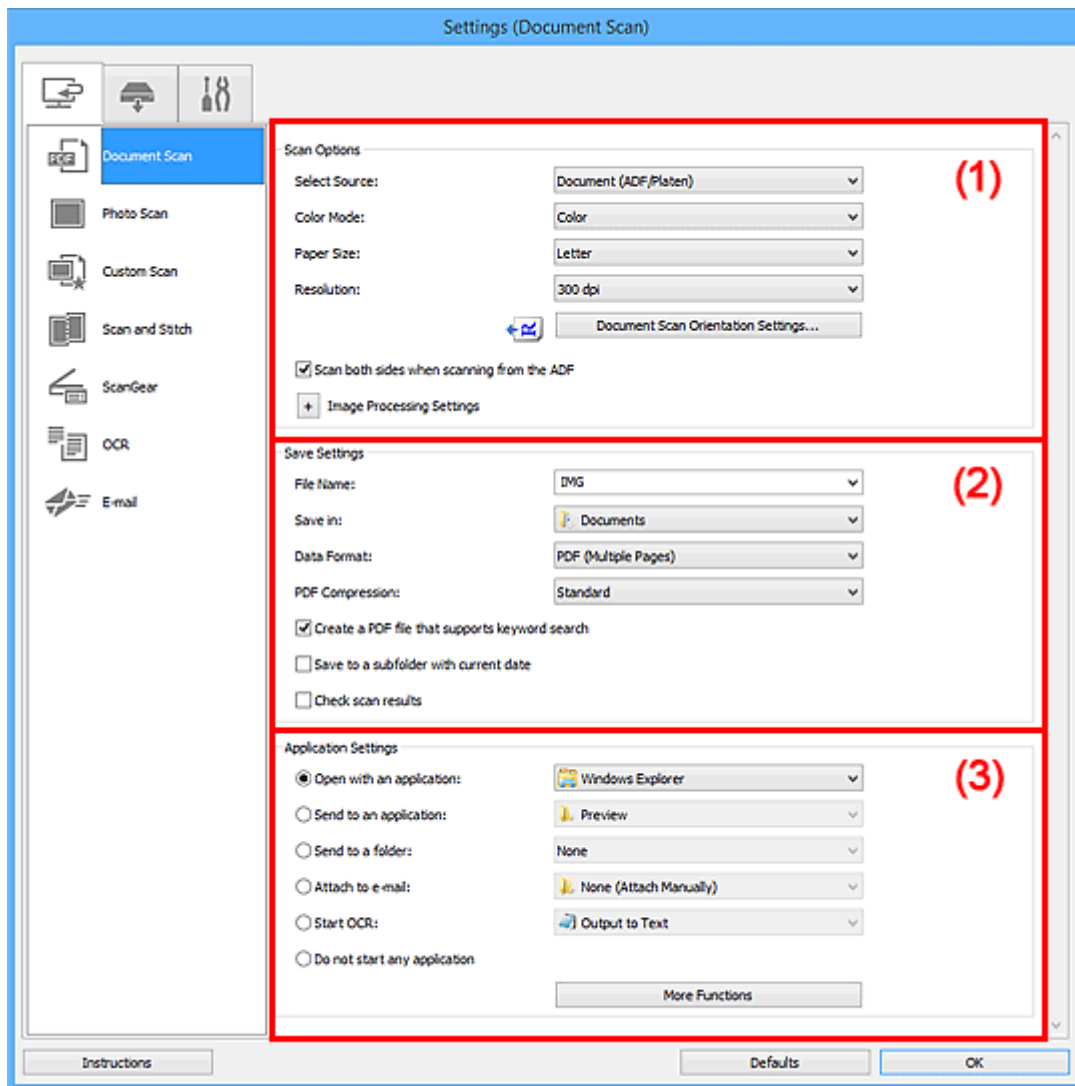 Settings (Document Scan)
Document Scan
Photo Scan
Custom Scan
Scan and Stitch
ScanGear
OCR
E-mail
(1)
Scan Options
Select Source: Document (ADF/Platen)
Color Mode: Color
Paper Size: Letter
Resolution: 300 dpi
Document Scan Orientation Settings...
Scan both sides when scanning from the ADF
+ Image Processing Settings
(2)
Save Settings
File Name: IMG
Save in: Documents
Data Format: PDF (Multiple Pages)
PDF Compression: Standard
Create a PDF file that supports keyword search
Save to a subfolder with current date
Check scan results
(3)
Application Settings
Open with an application: Windows Explorer
Send to an application: Preview
Send to a folder: None
Attach to e-mail: None (Attach Manually)
Start OCR: Output to Text
Do not start any application
More Functions
Instructions Defaults OK